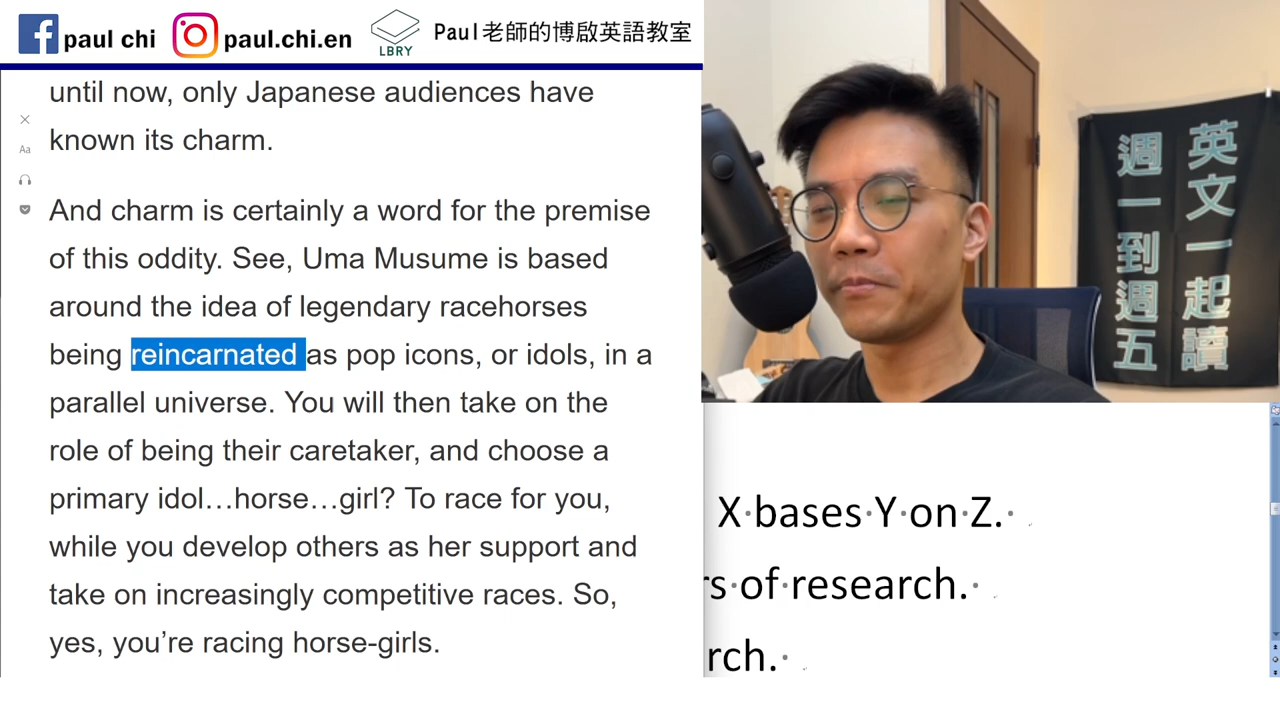 paul chi
paul.chi.en
LBRY
Paul老師的博啟英語教室
until now, only Japanese audiences have
known its charm.
Aa
And charm is certainly a word for the premise
of this oddity. See, Uma Musume is based
around the idea of legendary racehorses
being reincarnated as pop icons, or idols, in a
parallel universe. You will then take on the
role of being their caretaker, and choose a
primary idol…horse…girl? To race for you,
while you develop others as her support and
take on increasingly competitive races. So,
yes, you’re racing horse-girls.
英文一起讀
週一到週五
X·bases·Y·on·Z.·
rs·of·research.·
rch.·